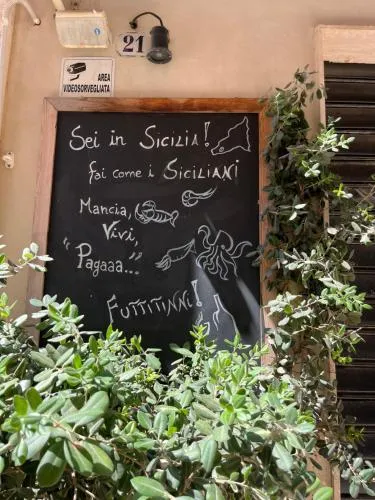 21
AREA
VIDEOSORVEGLIATA
Sei in SICILIA!
fai come i SICILIANI
Mancia,
Vivi,
"Pagaaa"...
FUTTITINNI!